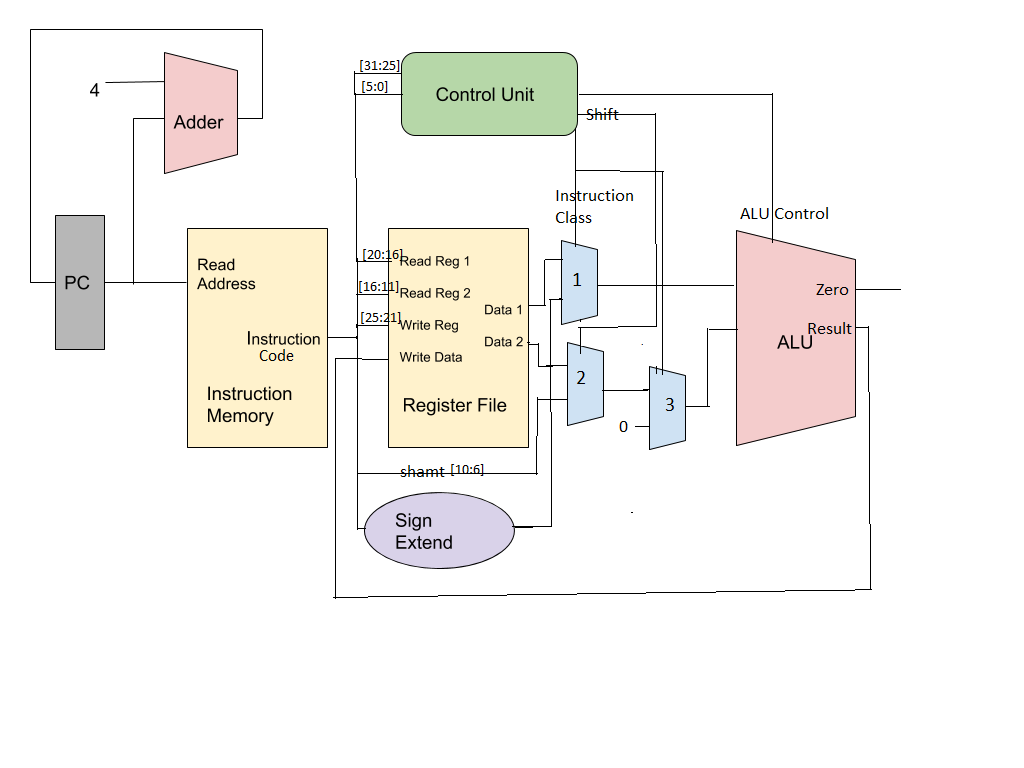 [31:25]
[5:0]
Control Unit
4
Adder
Shift
Instruction
Class
ALU Control
PC
Read
Address
Instruction
Code
Instruction
Memory
[20:16]
Read Reg 1
[16:11]
Read Reg 2
Data 1
[25:21]
Write Reg
Data 2
Write Data
Register File
1
2
3
0
Zero
Result
ALU
shamt [10:6]
Sign
Extend